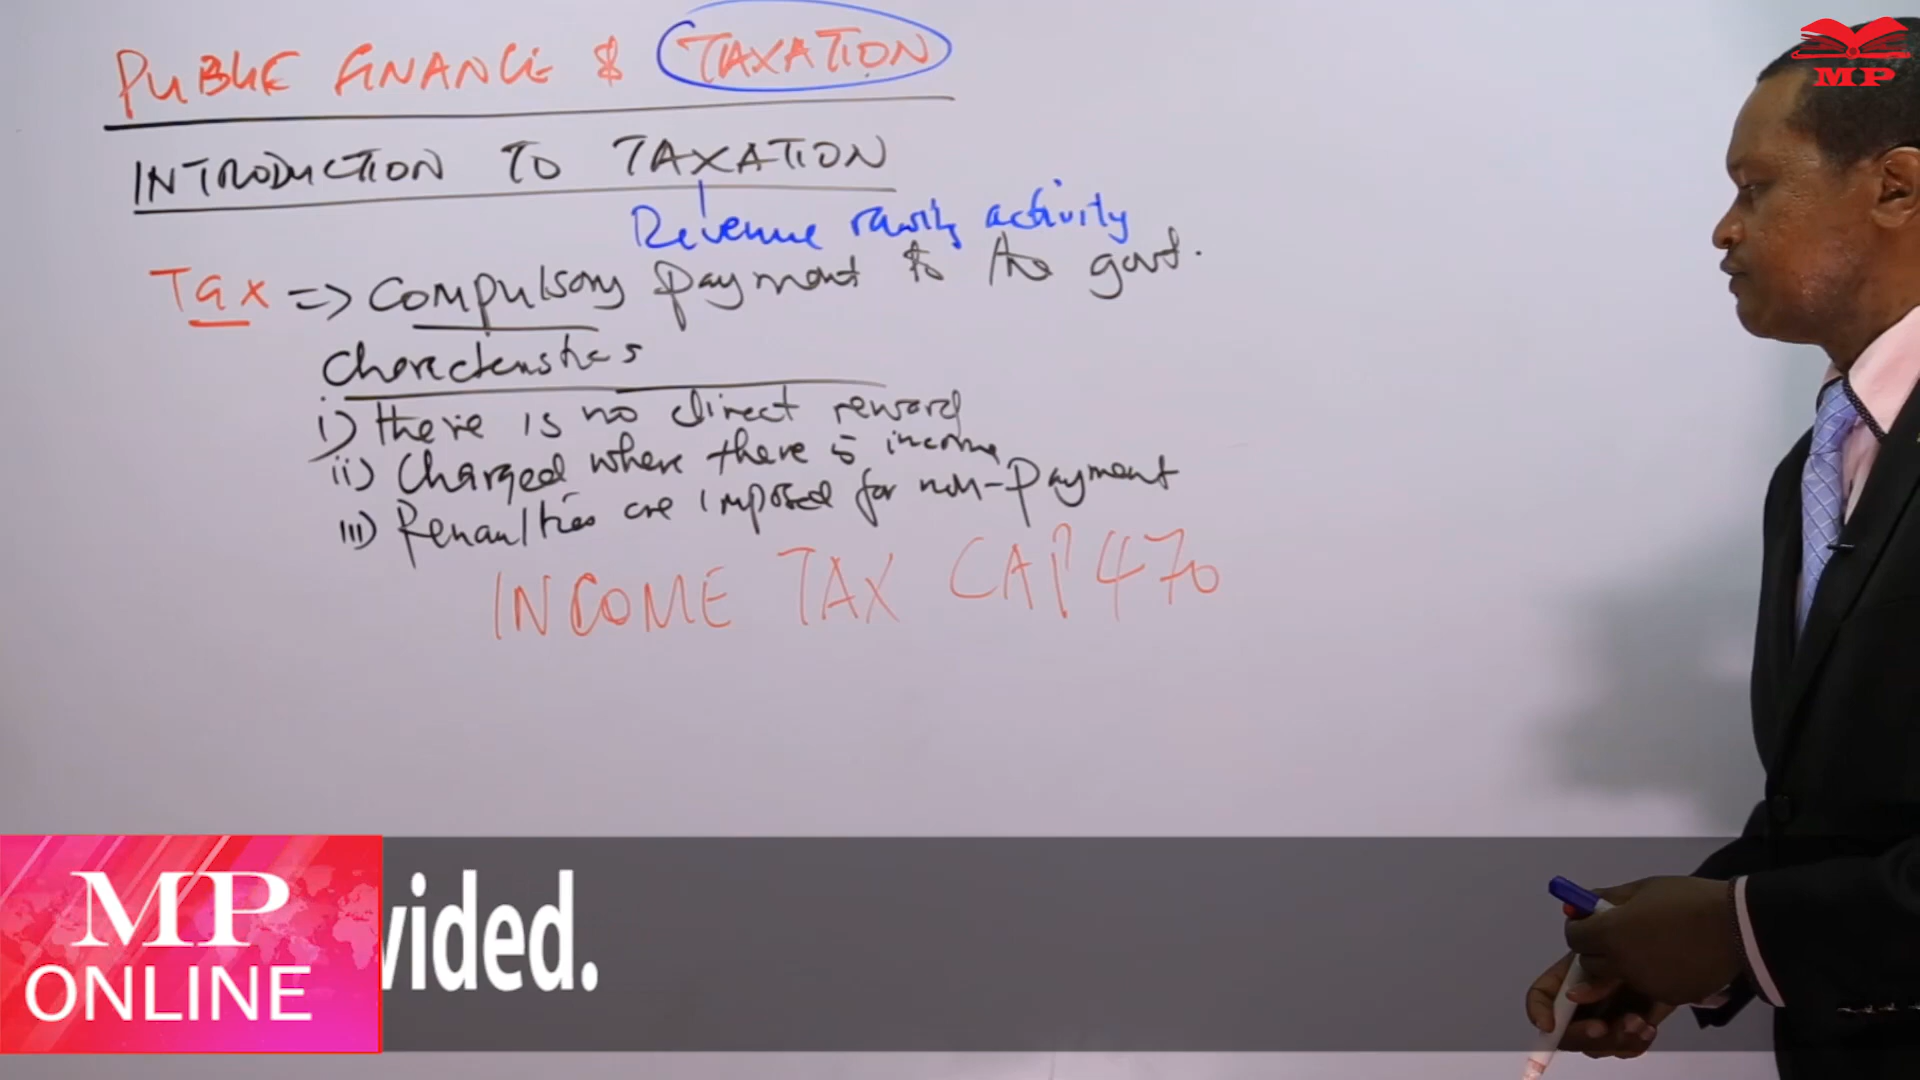 PUBLIC FINANCE & TAXATION
INTRODUCTION TO TAXATION
Revenue raising activity
Tax => Compulsory payment to the govt.
Characteristics
i) there is no direct reward
ii) Charged where there is income
iii) Penaulties are imposed for non-payment
INCOME TAX CAP 470
MP
MP
ONLINE
vided.